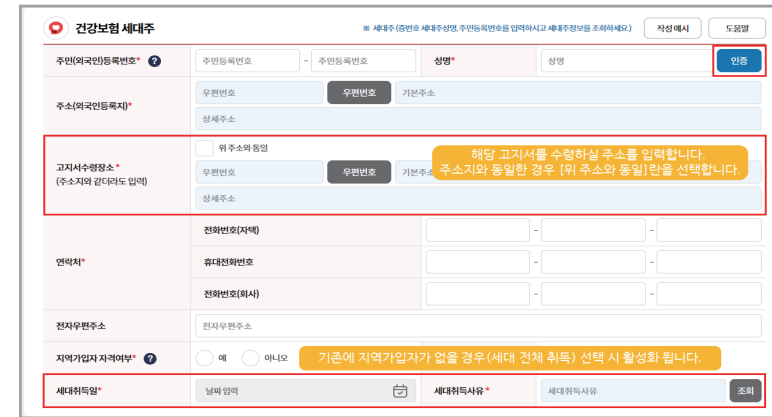 건강보험 세대주
※ 세대주 (증번호 세대주성명, 주민등록번호를 입력하시고 세대주정보를 조회하세요.) 작성 예시 도움말
주민(외국인)등록번호* ? 주민등록번호 - 주민등록번호 성명* 성명 인증
주소(외국인등록지)*
우편번호 우편번호 기본주소
상세주소
고지서수령장소 *
(주소지와 같더라도 입력)
위 주소와 동일
우편번호 우편번호 기본주소
해당 고지서를 수령하실 주소를 입력합니다.
주소지와 동일한 경우 [위 주소와 동일]란을 선택합니다.
상세주소
연락처*
전화번호(자택) - -
휴대전화번호 - -
전화번호(회사) - -
전자우편주소 전자우편주소
지역가입자 자격여부* ? 예 아니오 기존에 지역가입자가 없을 경우(세대 전체 취득) 선택 시 활성화 됩니다.
세대취득일* 날짜 입력 세대취득사유 * 세대취득사유 조회